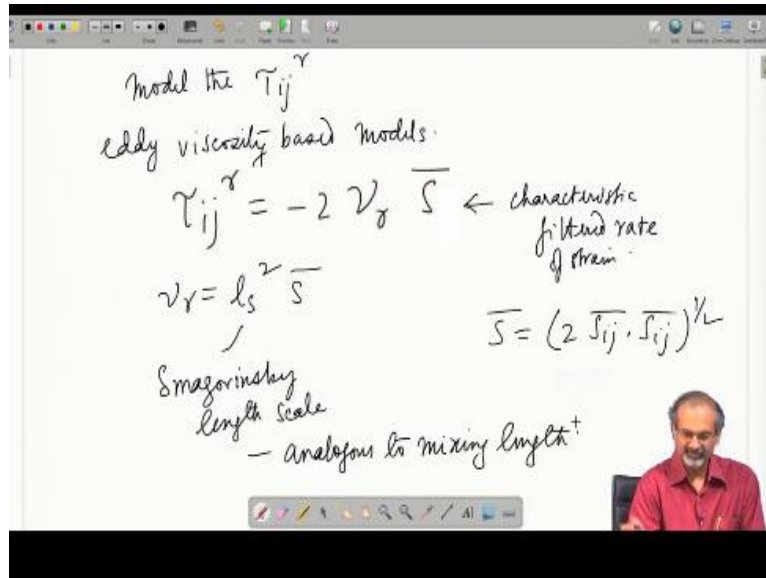 Model the τij^r
eddy viscosity based models.
τij^r = -2 νr S̅ ← characteristic
filtered rate
of strain.
νr = ls² S̅
S̅ = (2 S̅ij · S̅ij)^1/2
Smagorinsky
length scale
— analogous to mixing length.